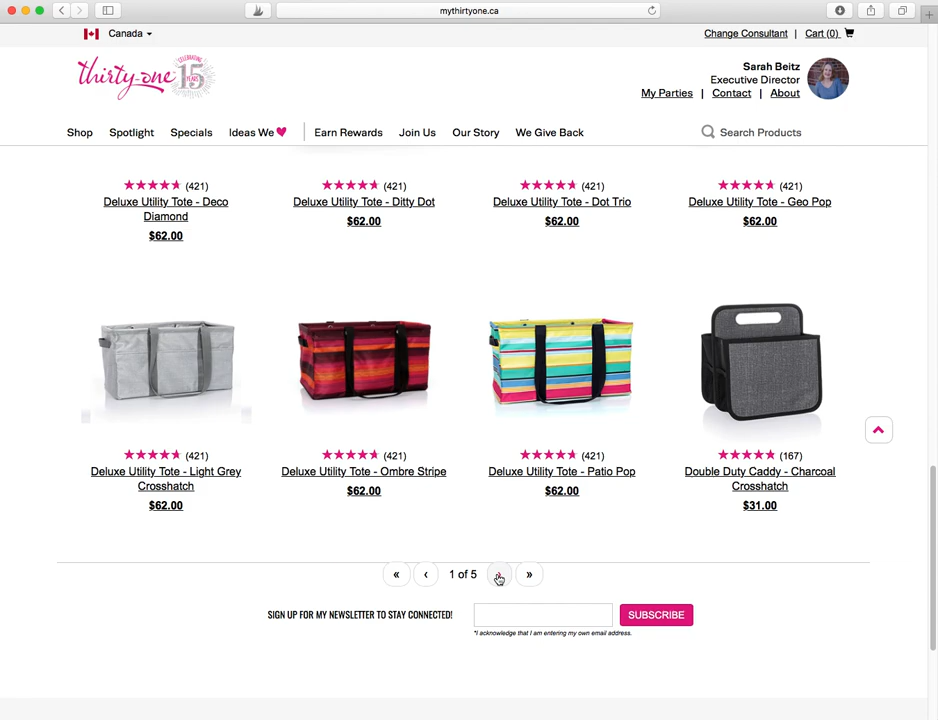 mythirtyone.ca
Canada
Change Consultant | Cart (0)
thirty-one
CELEBRATING
15
YEARS
Sarah Beitz
Executive Director
My Parties | Contact | About
Shop Spotlight Specials Ideas We Earn Rewards Join Us Our Story We Give Back Search Products
(421) (421) (421) (421)
Deluxe Utility Tote - Deco Diamond
$62.00
Deluxe Utility Tote - Ditty Dot
$62.00
Deluxe Utility Tote - Dot Trio
$62.00
Deluxe Utility Tote - Geo Pop
$62.00
(421) (421) (421) (167)
Deluxe Utility Tote - Light Grey
Crosshatch
$62.00
Deluxe Utility Tote - Ombre Stripe
$62.00
Deluxe Utility Tote - Patio Pop
$62.00
Double Duty Caddy - Charcoal
Crosshatch
$31.00
« ‹ 1 of 5 › »
SIGN UP FOR MY NEWSLETTER TO STAY CONNECTED! SUBSCRIBE
*I acknowledge that I am entering my own email address.